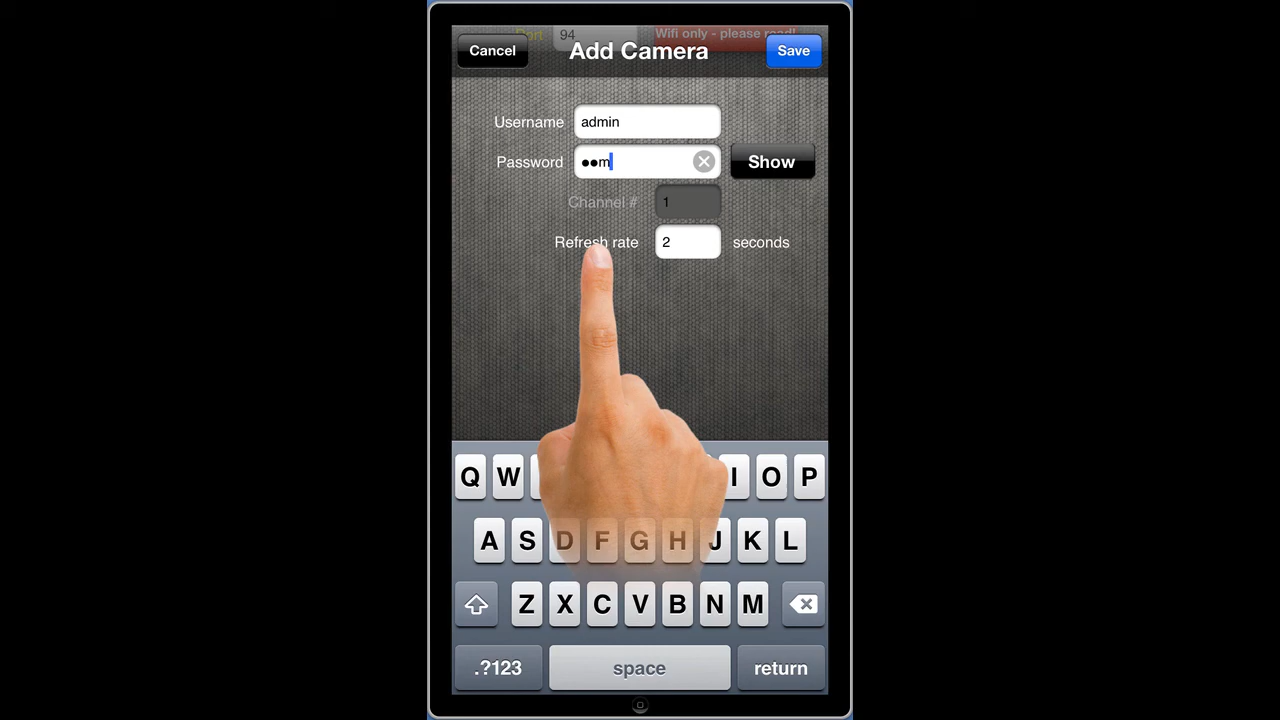 Port 94 Wifi only - please read!
Cancel Add Camera Save
Username admin
Password ●●m Show
Channel # 1
Refresh rate 2 seconds
Q W I O P
A S D F G H J K L
Z X C V B N M
.?123 space return